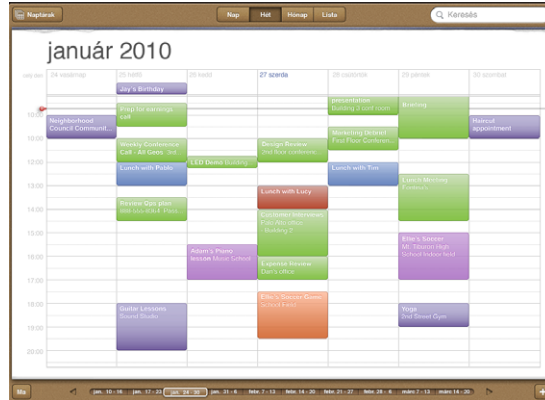 Naptárak
Nap
Hét
Hónap
Lista
Keresés
január 2010
24 vasárnap
25 hétfő
26 kedd
27 szerda
28 csütörtök
29 péntek
30 szombat
Jay's Birthday
10:00
11:00
12:00
13:00
14:00
15:00
16:00
17:00
18:00
19:00
20:00
Neighborhood
Council Communit...
Prep for earnings
call
Weekly Conference
Call - All Goos
Lunch with Pablo
Review Ops plan
Guitar Lessons
Sound Studio
LED Demo Building
Adam's Piano
lesson Music School
Design Review
2nd floor conferenc...
Lunch with Lucy
Customer Interviews
Palo Alto office
- Building 2
Expense Review
Dan's office
Ellie's Soccer Game
School Field
presentation
Building 3 conf room
Marketing Debrief
First Floor Conferen...
Lunch with Tim
Briefing
Lunch Meeting
Ellie's Soccer
Mt. Tiburon High
School Indoor field
Yoga
2nd Street Gym
Haircut
appointment
Ma
jan. 10 - 16
jan. 17 - 23
jan. 24 - 30
jan. 31 - 6
febr. 7 - 13
febr. 14 - 20
febr. 21 - 27
febr. 28 - 6
márc 7 - 13
márc 14 - 20
+